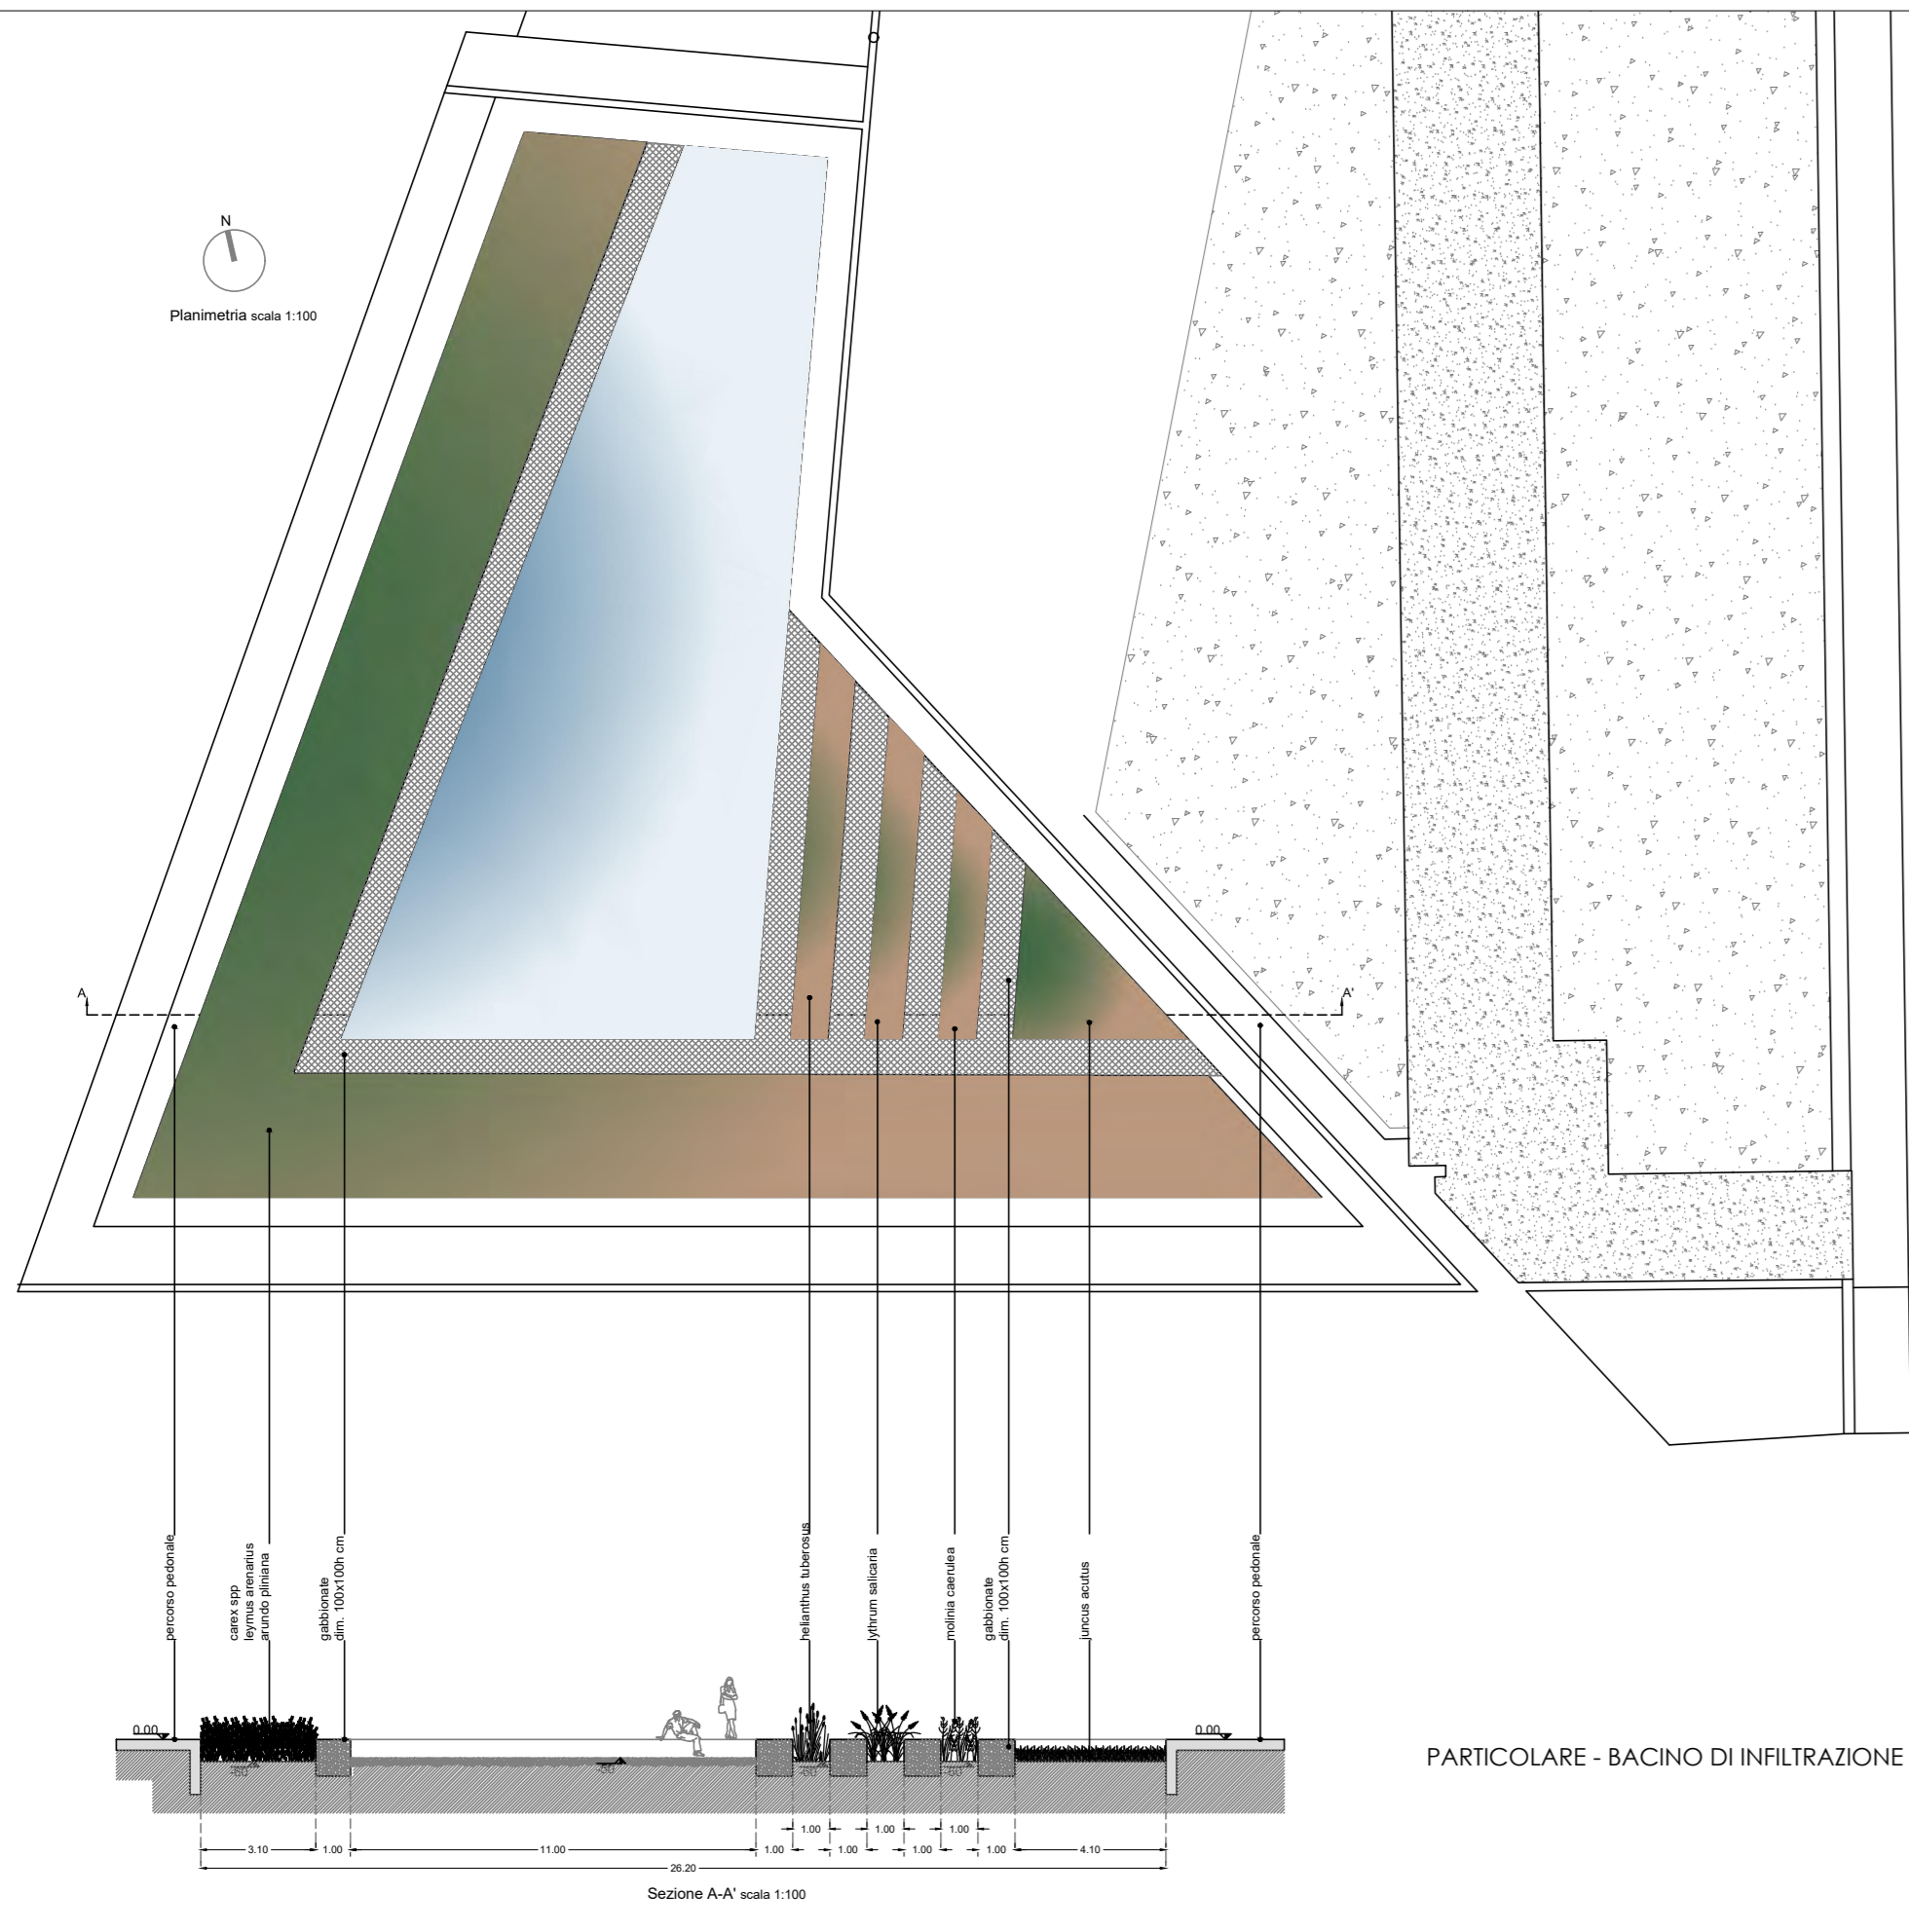 N
Planimetria scala 1:100
A
A'
percorso pedonale
carex spp
leymus arenarius
arundo pliniana
gabbionate
dim. 100x100h cm
helianthus tuberosus
lythrum salicaria
molinia caerulea
gabbionate
dim. 100x100h cm
juncus acutus
percorso pedonale
0.00
0.00
-60
-60
-60
PARTICOLARE - BACINO DI INFILTRAZIONE
1.00
1.00
1.00
3.10
1.00
11.00
1.00
1.00
1.00
1.00
4.10
26.20
Sezione A-A' scala 1:100